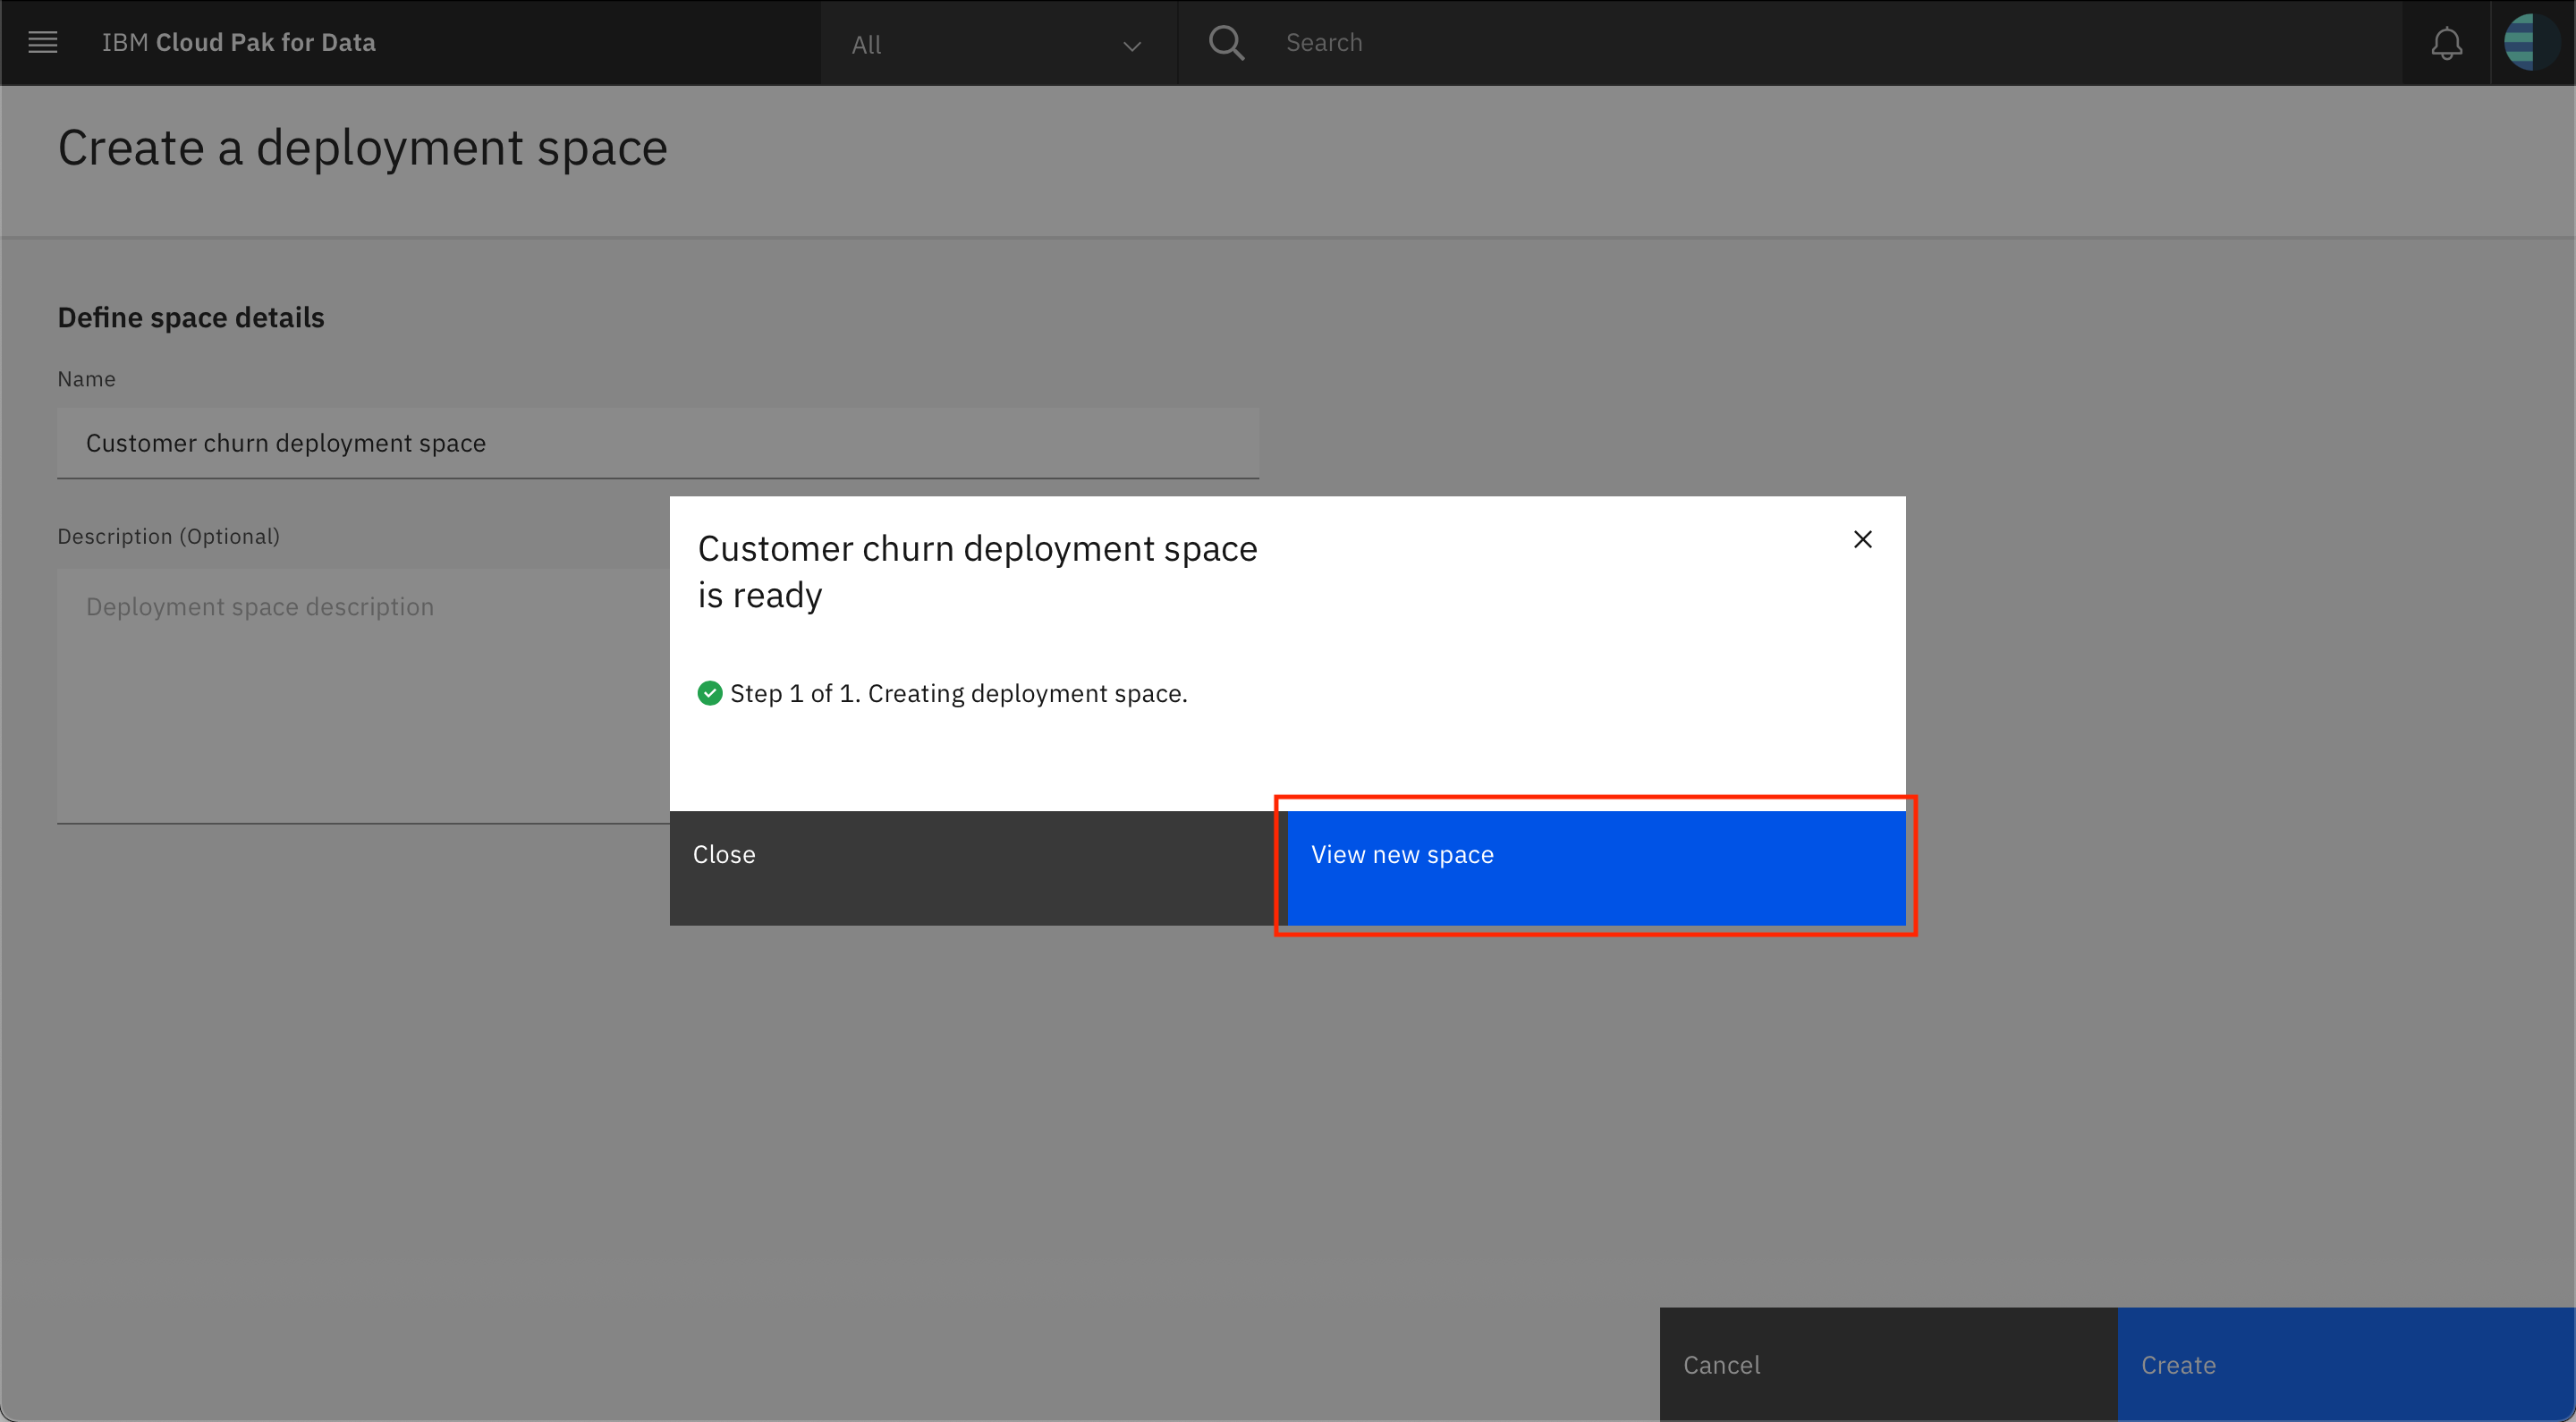 IBM Cloud Pak for Data
All
Search
Create a deployment space
Define space details
Name
Customer churn deployment space
Description (Optional)
Deployment space description
Customer churn deployment space
is ready
Step 1 of 1. Creating deployment space.
Close
View new space
Cancel
Create